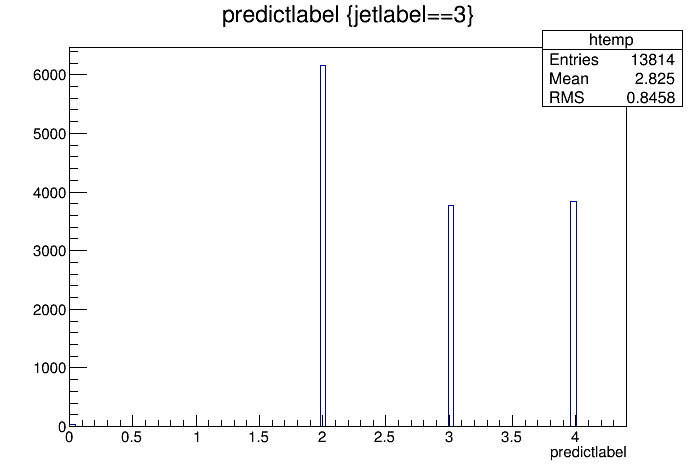 predictlabel {jetlabel==3}
htemp
Entries 13814
Mean 2.825
RMS 0.8458
6000
5000
4000
3000
2000
1000
0
0 0.5 1 1.5 2 2.5 3 3.5 4
predictlabel